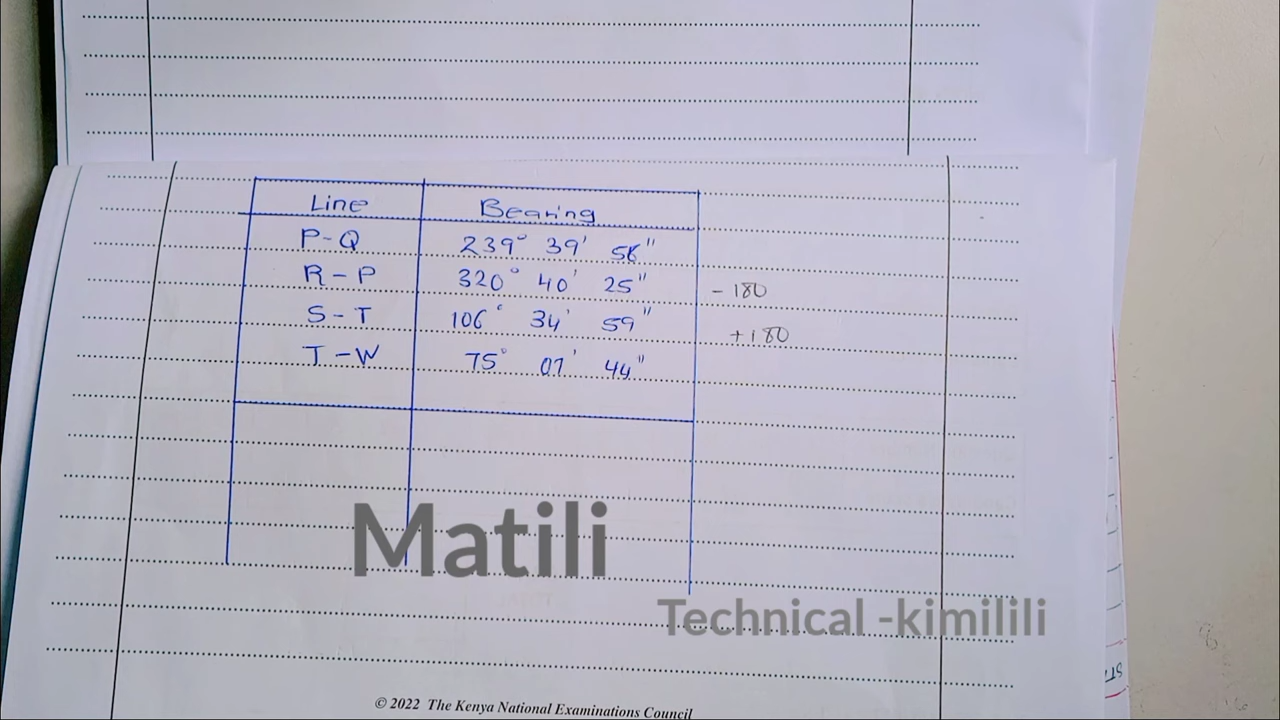 Line Bearing
P-Q 239° 39' 56"
R-P 320° 40' 25" -180
S-T 106° 34' 59" +180
T-W 75° 07' 44"
Matili
Technical -kimilili
© 2022 The Kenya National Examinations Council